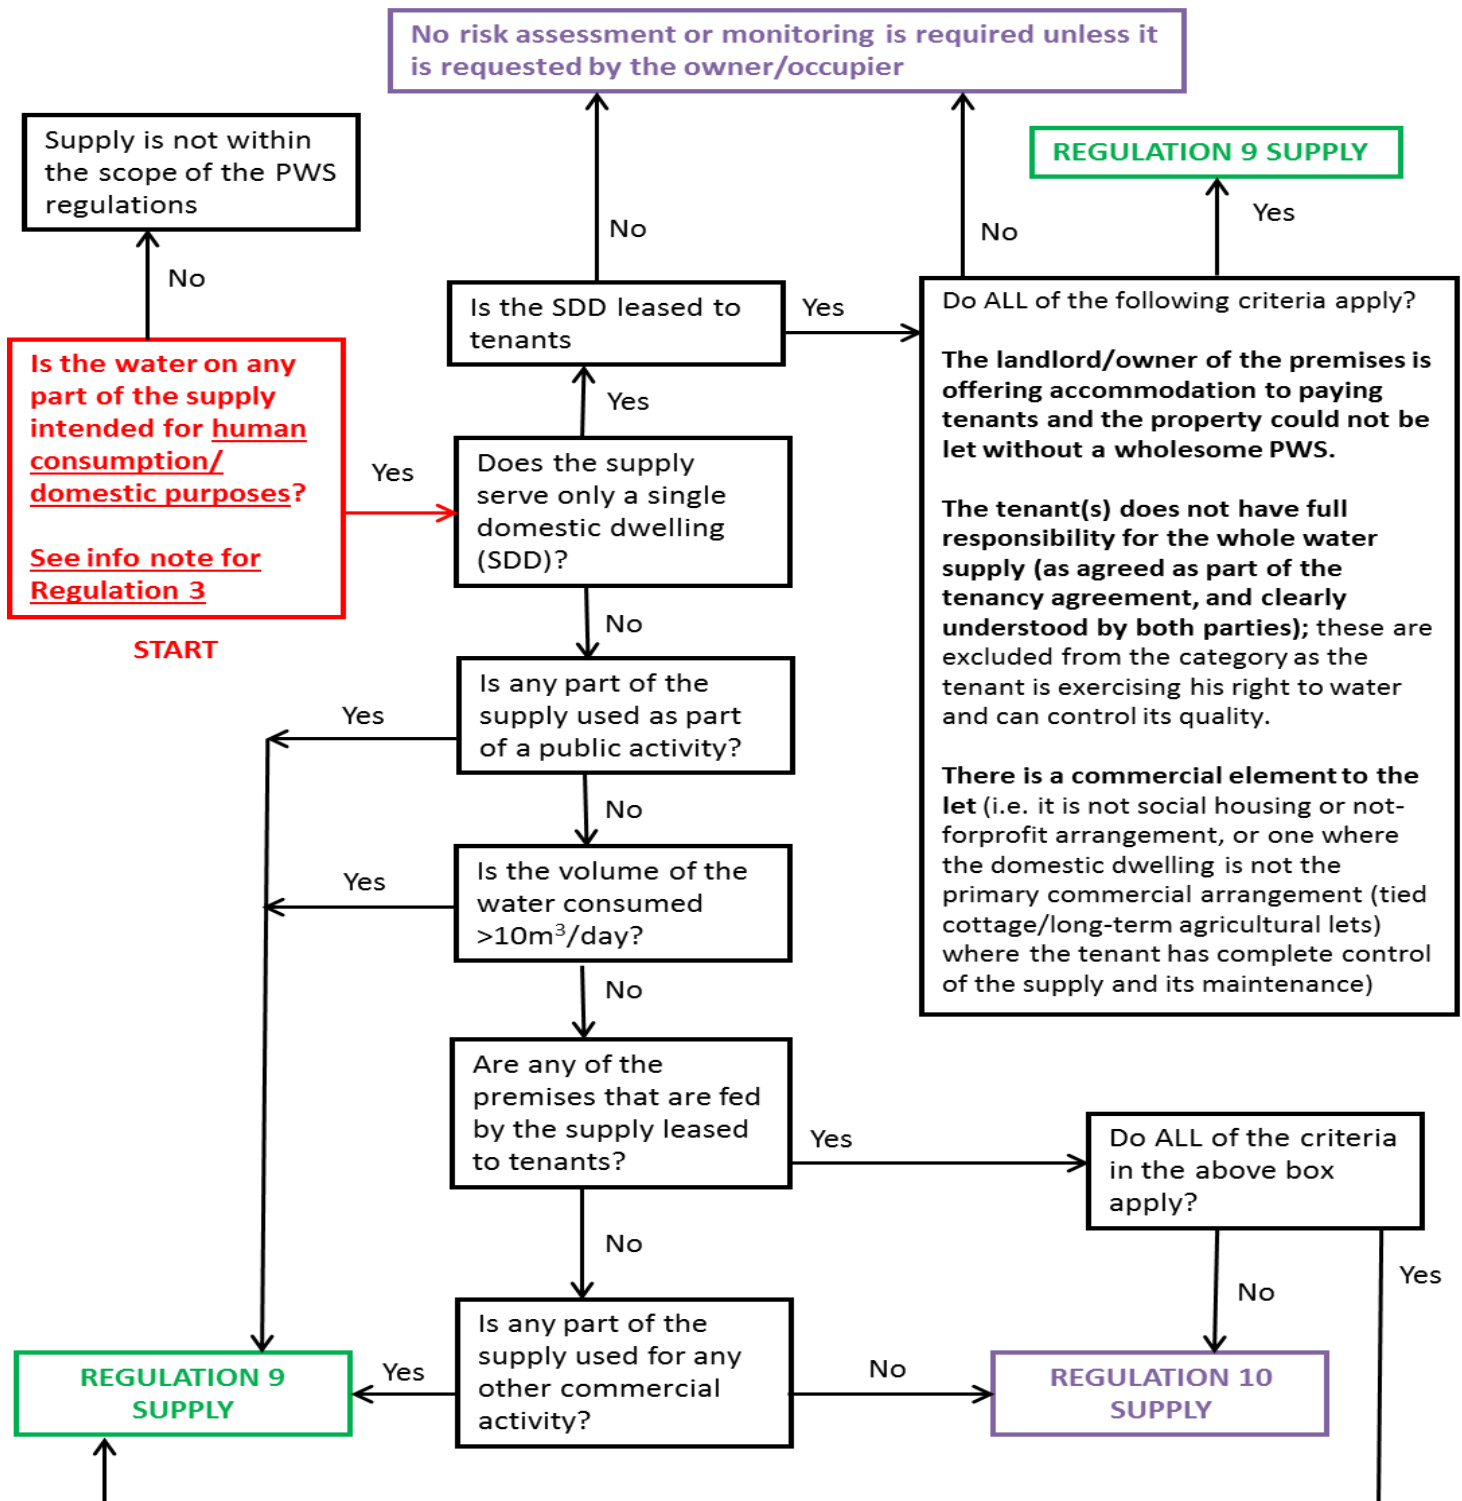 No risk assessment or monitoring is required unless it
is requested by the owner/occupier
Supply is not within
the scope of the PWS
regulations
REGULATION 9 SUPPLY
No
Yes
No
No
Is the SDD leased to
tenants
Yes
Is the water on any
part of the supply
intended for human
consumption/
domestic purposes?
See info note for
Regulation 3
START
Yes
Yes
Does the supply
serve only a single
domestic dwelling
(SDD)?
No
Do ALL of the following criteria apply?
The landlord/owner of the premises is
offering accommodation to paying
tenants and the property could not be
let without a wholesome PWS.
The tenant(s) does not have full
responsibility for the whole water
supply (as agreed as part of the
tenancy agreement, and clearly
understood by both parties); these are
excluded from the category as the
tenant is exercising his right to water
and can control its quality.
There is a commercial element to the
let (i.e. it is not social housing or not-
forprofit arrangement, or one where
the domestic dwelling is not the
primary commercial arrangement (tied
cottage/long-term agricultural lets)
where the tenant has complete control
of the supply and its maintenance)
Is any part of the
supply used as part
of a public activity?
Yes
No
Is the volume of the
water consumed
>10m³/day?
Yes
No
Are any of the
premises that are fed
by the supply leased
to tenants?
Yes
Do ALL of the criteria
in the above box
apply?
No
No
Yes
Is any part of the
supply used for any
other commercial
activity?
Yes
No
REGULATION 9
SUPPLY
REGULATION 10
SUPPLY